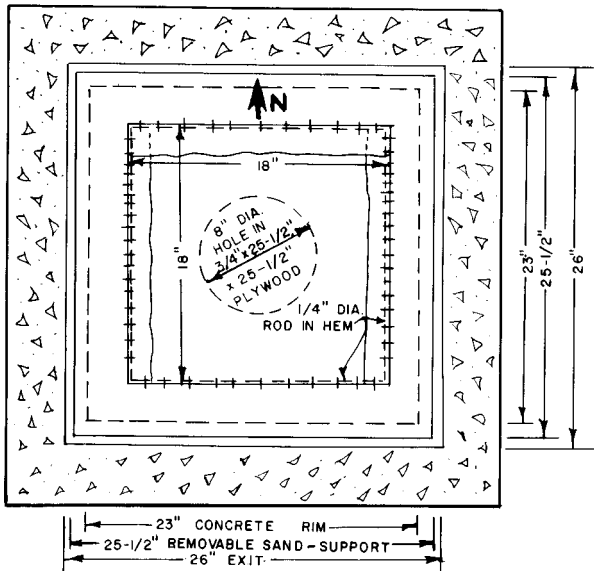 N
18"
18"
8" DIA.
HOLE IN
3/4" x 25-1/2"
x 25-1/2"
PLYWOOD
1/4" DIA.
ROD IN HEM
23"
25-1/2"
26"
23" CONCRETE RIM
25-1/2" REMOVABLE SAND-SUPPORT
26" EXIT